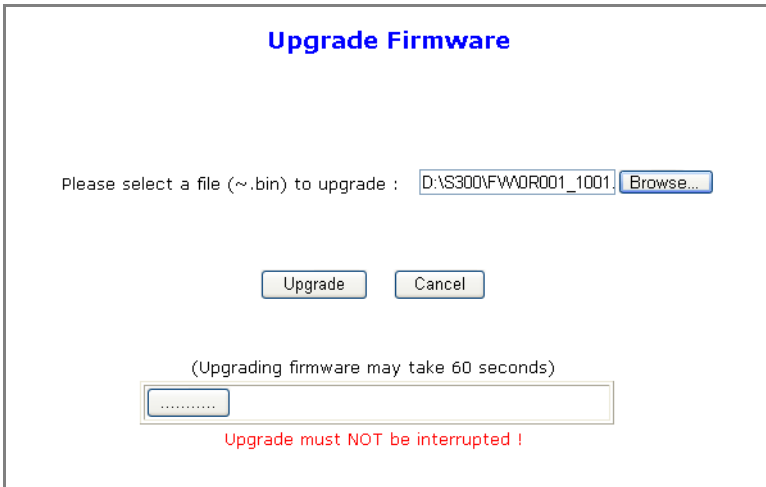 Upgrade Firmware
Please select a file (~.bin) to upgrade : D:\S300\FW\0R001_1001. Browse...
Upgrade Cancel
(Upgrading firmware may take 60 seconds)
...........
Upgrade must NOT be interrupted !